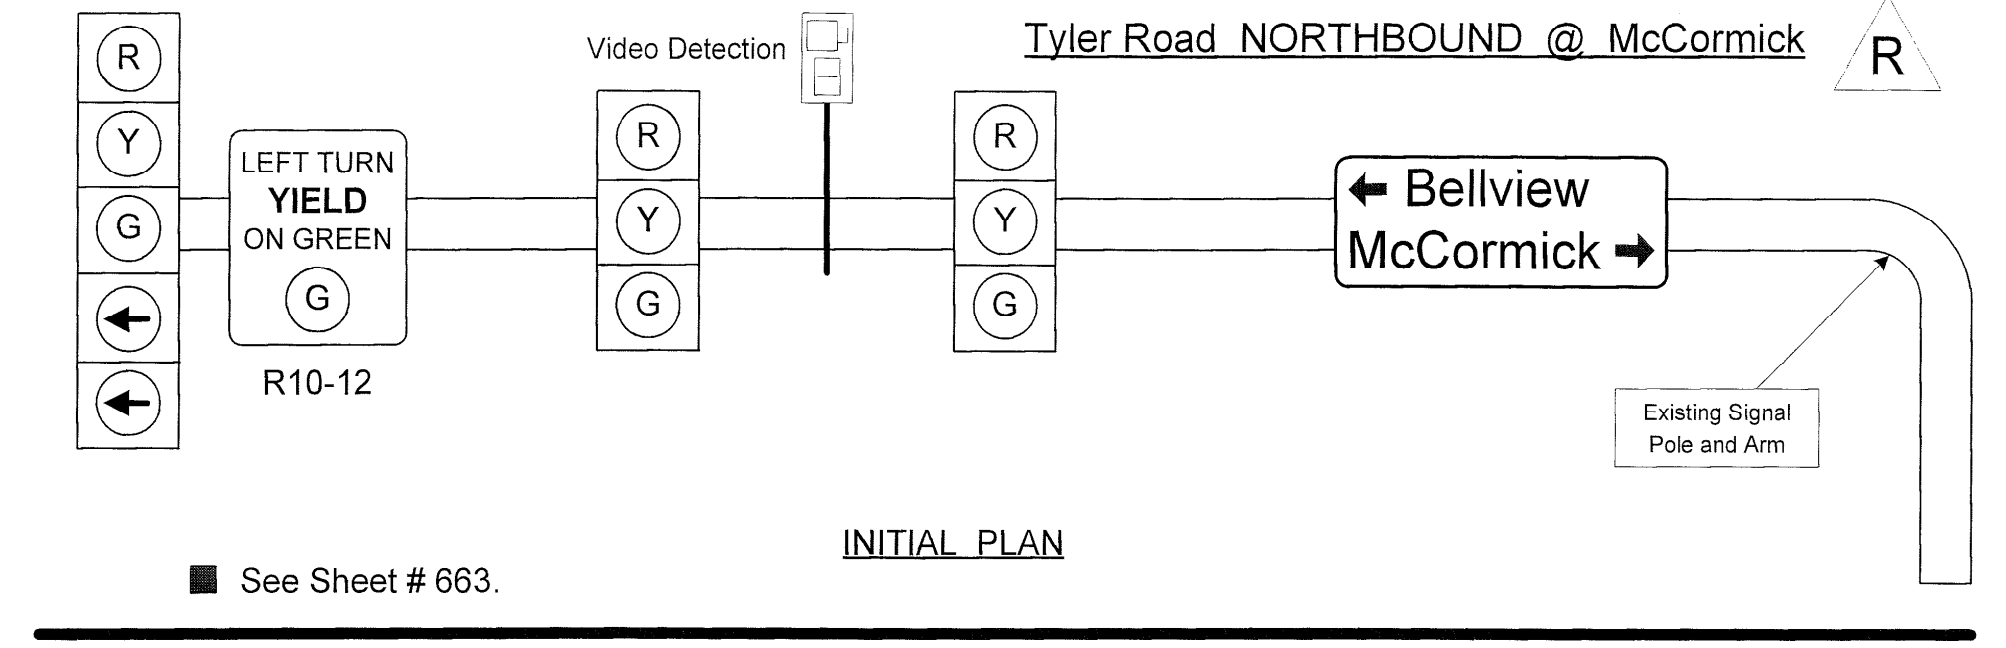 Tyler Road NORTHBOUND @ McCormick
R
Video Detection
R
Y
G
LEFT TURN
YIELD
ON GREEN
G
R10-12
R
Y
G
R
Y
G
← Bellview
McCormick →
Existing Signal
Pole and Arm
INITIAL PLAN
See Sheet # 663.